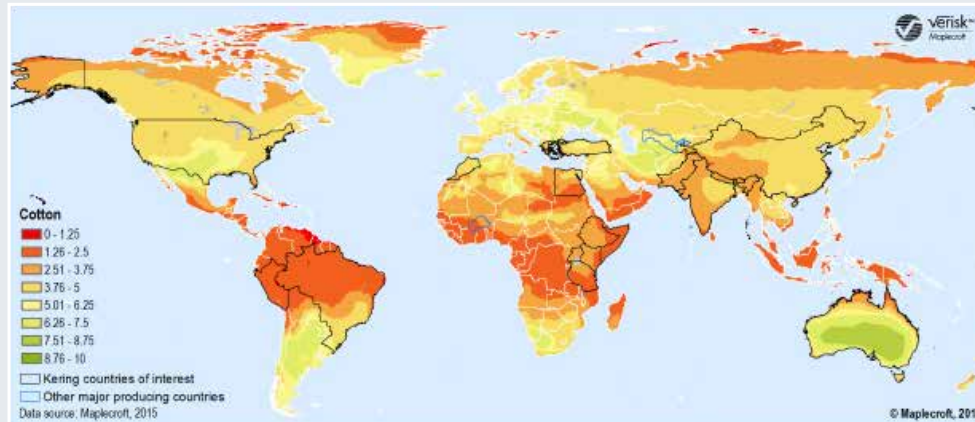 Verisk
Maplecroft
Cotton
0 - 1.25
1.26 - 2.5
2.51 - 3.75
3.76 - 5
5.01 - 6.25
6.26 - 7.5
7.51 - 8.75
8.76 - 10
Kering countries of interest
Other major producing countries
Data source: Maplecroft, 2015
© Maplecroft, 201